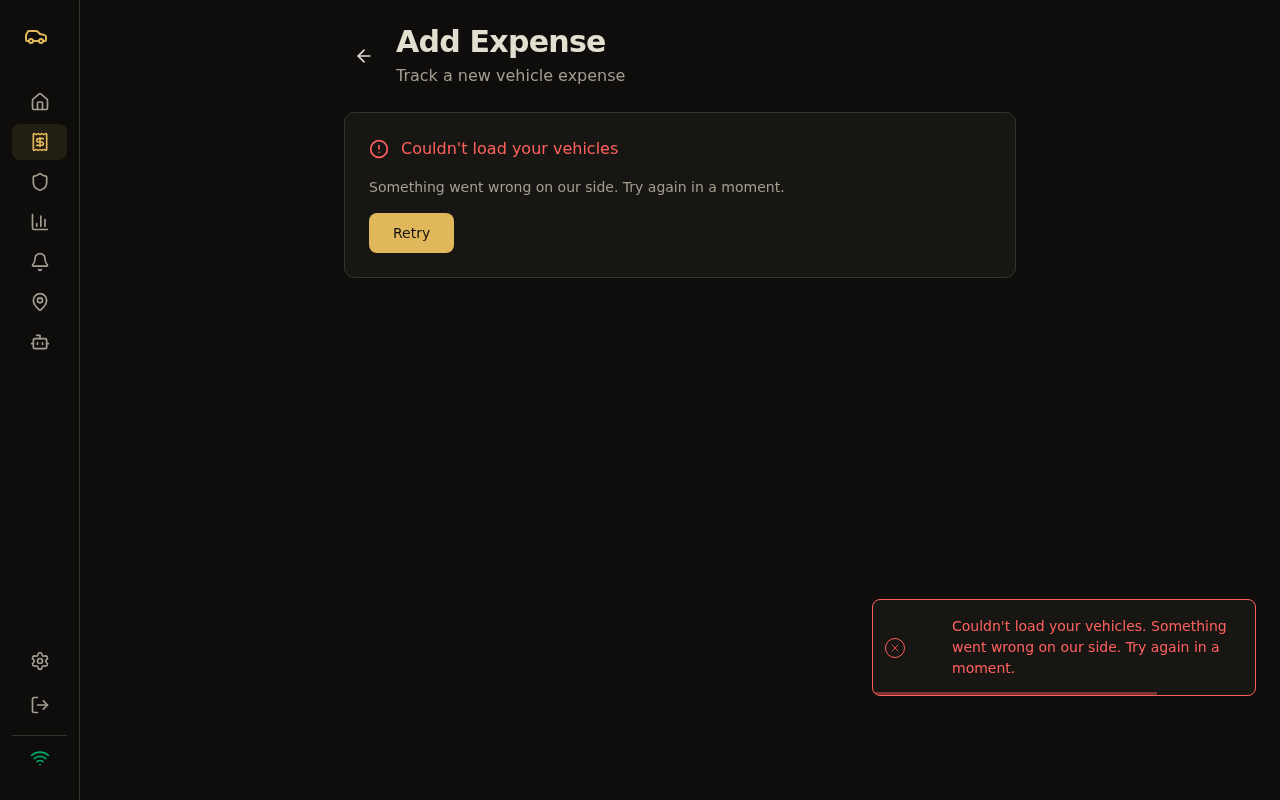 Add Expense
Track a new vehicle expense
Couldn't load your vehicles
Something went wrong on our side. Try again in a moment.
Retry
Couldn't load your vehicles. Something
went wrong on our side. Try again in a
moment.